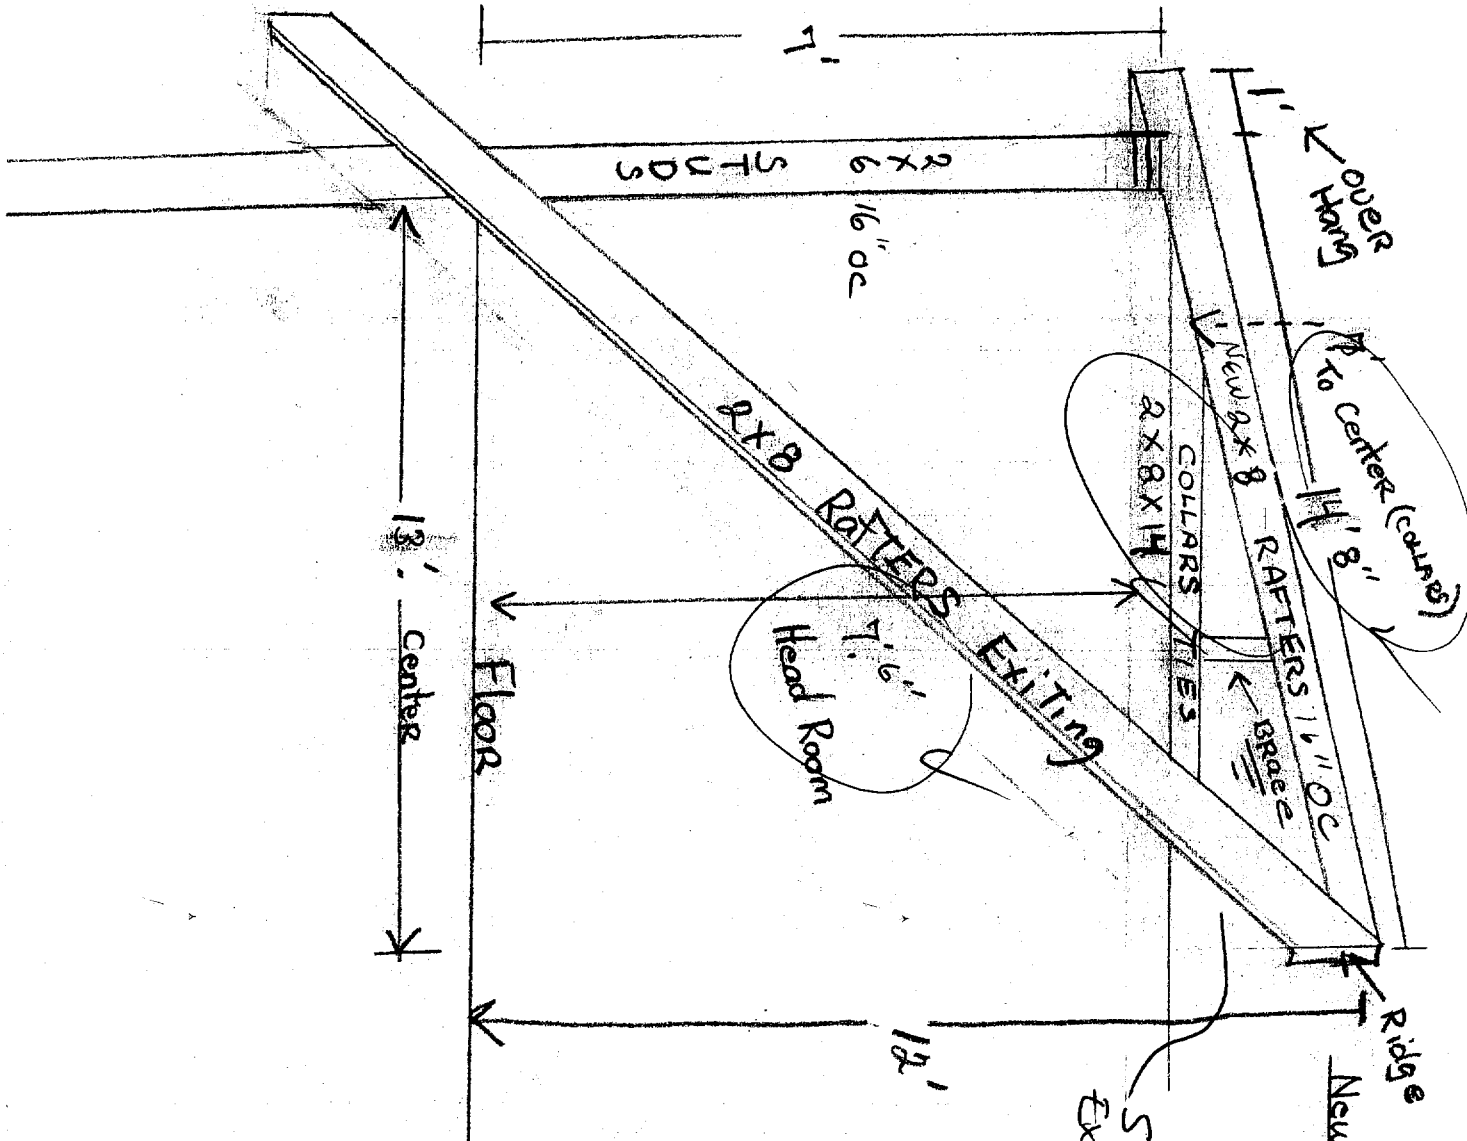 7'
1'
OVER
Hang
2x6 STUDS
16" OC
7' To Center (COLLARS)
14' 8"
NEW 2x8 RAFTERS 16" OC
COLLARS TIES
2x8x14
BRACE
2x8 RafTERS ExiTing
7'.6"
Head Room
13'. Center
FlooR
12'
Ridge
New
S
Ex